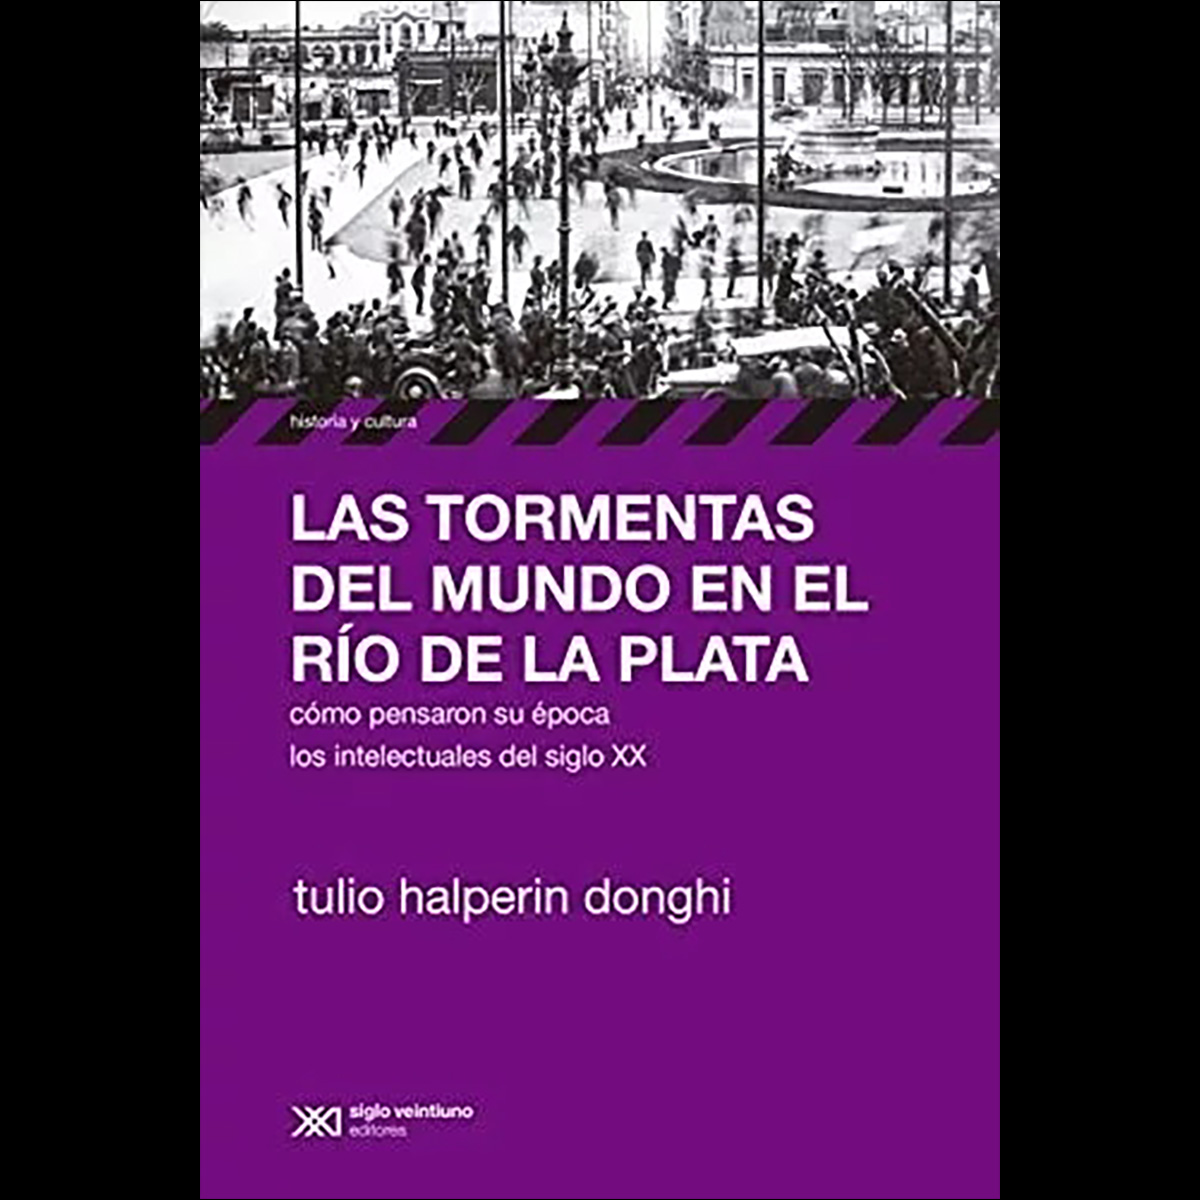 historia y cultura
LAS TORMENTAS
DEL MUNDO EN EL
RÍO DE LA PLATA
cómo pensaron su época
los intelectuales del siglo XX
tulio halperin donghi
siglo veintiuno
editores